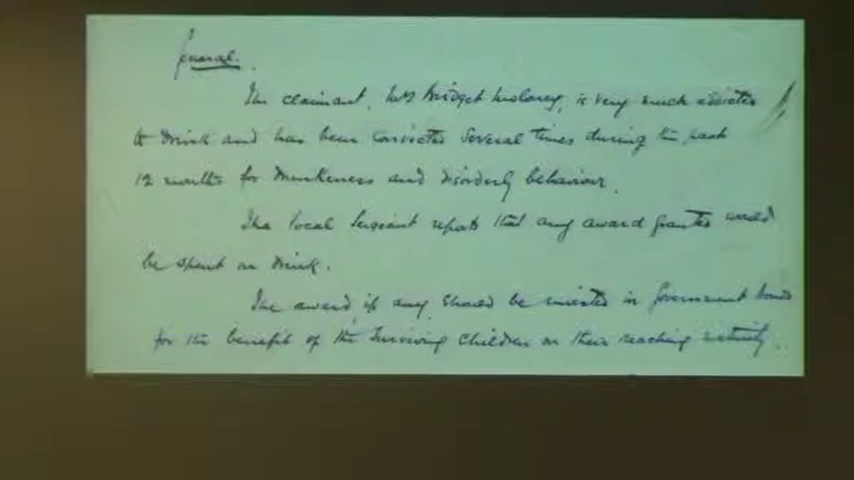 General.
The claimant, Mrs Bridget Moloney, is very much addicted
to drink and has been convicted several times during the past
12 months for drunkeness and disorderly behaviour.
The local Sergeant reports that any award granted would
be spent on drink.
The award, if any, should be invested in Government bonds
for the benefit of the surviving children on their reaching maturity.